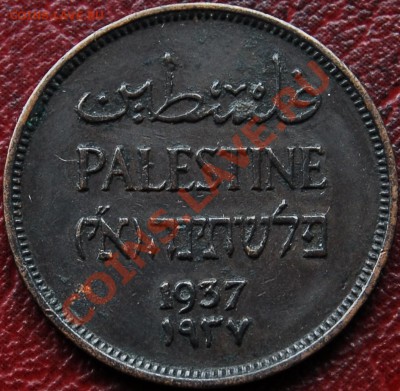 فلسطين
PALESTINE
פלשתינה (א״י)
1937
١٩٣٧
COINS.LAVE.RU